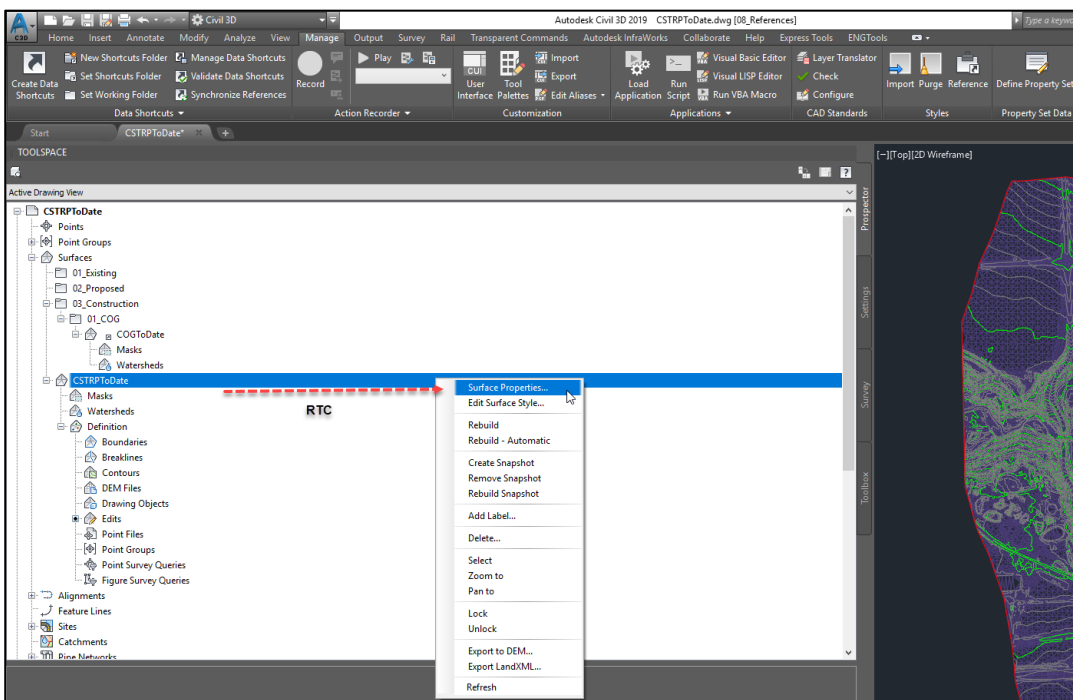 Civil 3D
Autodesk Civil 3D 2019 CSTRPToDate.dwg [08_References]
Type a keywo
C3D
Home Insert Annotate Modify Analyze View Manage Output Survey Rail Transparent Commands Autodesk InfraWorks Collaborate Help Express Tools ENGTools
Create Data Shortcuts
New Shortcuts Folder
Manage Data Shortcuts
Set Shortcuts Folder
Validate Data Shortcuts
Set Working Folder
Synchronize References
Data Shortcuts
Record
Play
Action Recorder
CUI
User Interface
Tool Palettes
Import
Export
Edit Aliases
Customization
Load Application
Run Script
Visual Basic Editor
Visual LISP Editor
Run VBA Macro
Applications
Layer Translator
Check
Configure
CAD Standards
Import Purge Reference
Styles
Define Property Set
Property Set Data
Start
CSTRPToDate*
TOOLSPACE
[−][Top][2D Wireframe]
Active Drawing View
Prospector
Settings
Survey
Toolbox
CSTRPToDate
Points
Point Groups
Surfaces
01_Existing
02_Proposed
03_Construction
01_COG
COGToDate
Masks
Watersheds
CSTRPToDate
Masks
Watersheds
Definition
Boundaries
Breaklines
Contours
DEM Files
Drawing Objects
Edits
Point Files
Point Groups
Point Survey Queries
Figure Survey Queries
Alignments
Feature Lines
Sites
Catchments
Pipe Networks
RTC
Surface Properties...
Edit Surface Style...
Rebuild
Rebuild - Automatic
Create Snapshot
Remove Snapshot
Rebuild Snapshot
Add Label...
Delete...
Select
Zoom to
Pan to
Lock
Unlock
Export to DEM...
Export LandXML...
Refresh